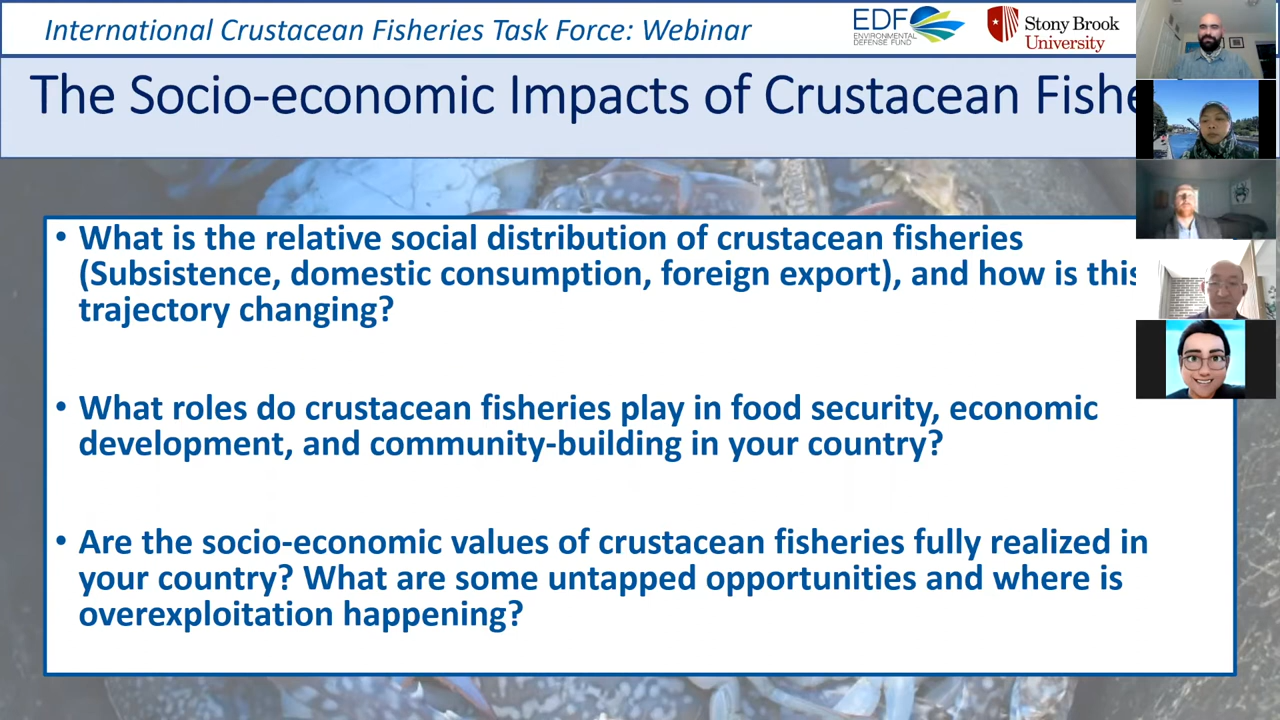 International Crustacean Fisheries Task Force: Webinar
EDF
ENVIRONMENTAL
DEFENSE FUND
Stony Brook
University
The Socio-economic Impacts of Crustacean Fishe
• What is the relative social distribution of crustacean fisheries
(Subsistence, domestic consumption, foreign export), and how is this
trajectory changing?
• What roles do crustacean fisheries play in food security, economic
development, and community-building in your country?
• Are the socio-economic values of crustacean fisheries fully realized in
your country? What are some untapped opportunities and where is
overexploitation happening?